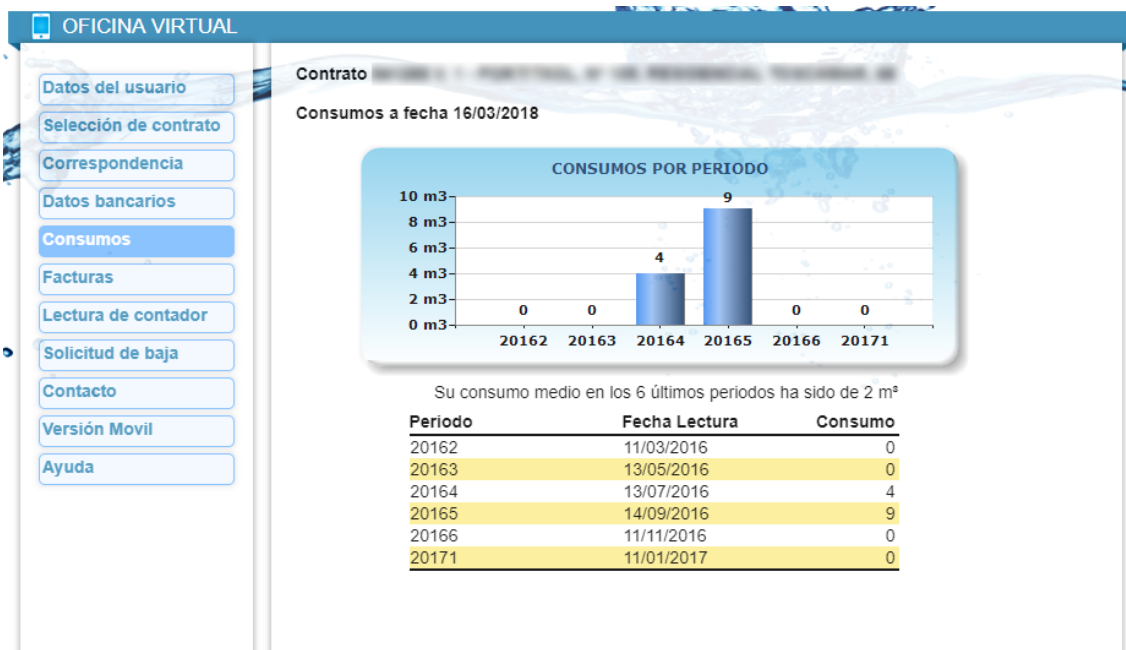 OFICINA VIRTUAL
Datos del usuario
Selección de contrato
Correspondencia
Datos bancarios
Consumos
Facturas
Lectura de contador
Solicitud de baja
Contacto
Versión Movil
Ayuda
Contrato
Consumos a fecha 16/03/2018
CONSUMOS POR PERIODO
10 m3
8 m3
6 m3
4 m3
2 m3
0 m3
0 0 4 9 0 0
20162 20163 20164 20165 20166 20171
Su consumo medio en los 6 últimos periodos ha sido de 2 m³
Periodo Fecha Lectura Consumo
20162 11/03/2016 0
20163 13/05/2016 0
20164 13/07/2016 4
20165 14/09/2016 9
20166 11/11/2016 0
20171 11/01/2017 0